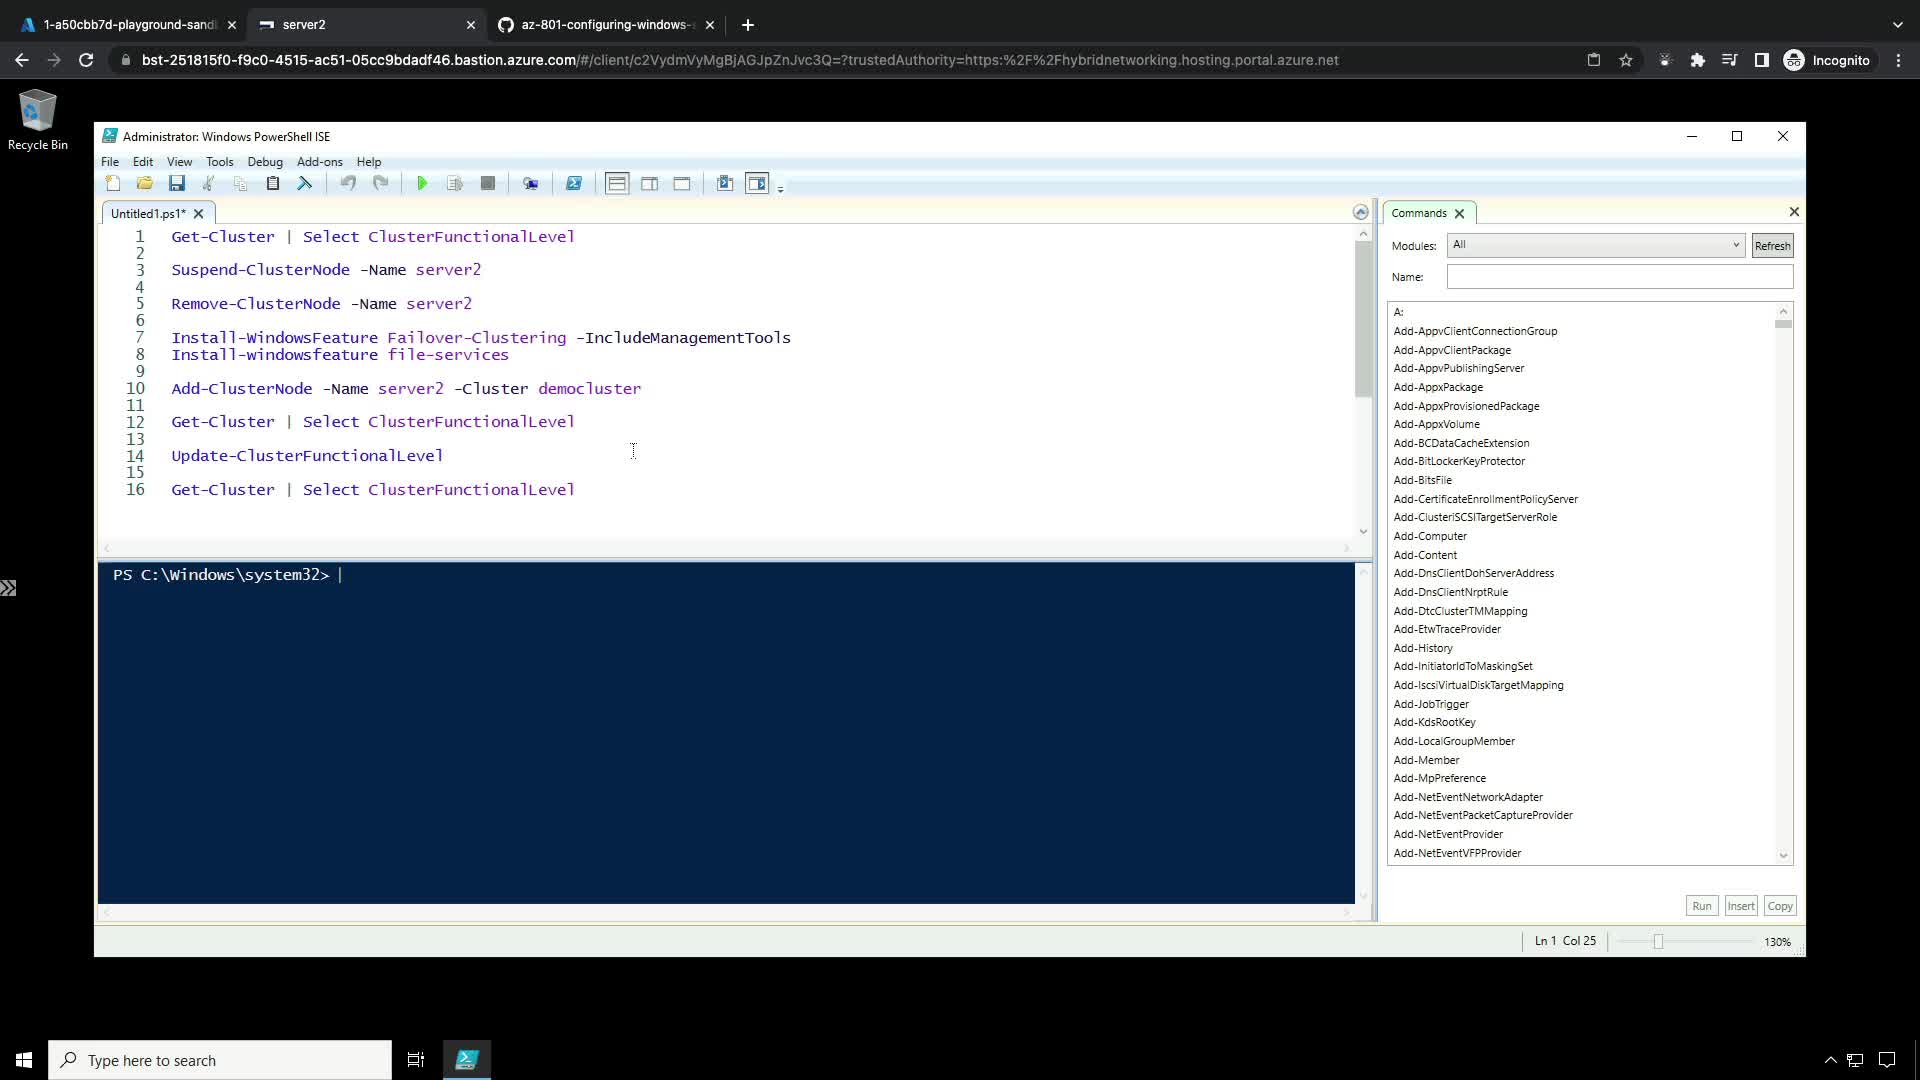 1-a50cbb7d-playground-sand
server2
az-801-configuring-windows-
bst-251815f0-f9c0-4515-ac51-05cc9bdadf46.bastion.azure.com/#/client/c2VydmVyMgBjAGJpZnJvc3Q=?trustedAuthority=https:%2F%2Fhybridnetworking.hosting.portal.azure.net
Incognito
Recycle Bin
Administrator: Windows PowerShell ISE
File Edit View Tools Debug Add-ons Help
Untitled1.ps1*
1 Get-Cluster | Select ClusterFunctionalLevel
2
3 Suspend-ClusterNode -Name server2
4
5 Remove-ClusterNode -Name server2
6
7 Install-WindowsFeature Failover-Clustering -IncludeManagementTools
8 Install-windowsfeature file-services
9
10 Add-ClusterNode -Name server2 -Cluster democluster
11
12 Get-Cluster | Select ClusterFunctionalLevel
13
14 Update-ClusterFunctionalLevel
15
16 Get-Cluster | Select ClusterFunctionalLevel
PS C:\Windows\system32>
Commands
Modules: All Refresh
Name:
A:
Add-AppvClientConnectionGroup
Add-AppvClientPackage
Add-AppvPublishingServer
Add-AppxPackage
Add-AppxProvisionedPackage
Add-AppxVolume
Add-BCDataCacheExtension
Add-BitLockerKeyProtector
Add-BitsFile
Add-CertificateEnrollmentPolicyServer
Add-ClusteriSCSITargetServerRole
Add-Computer
Add-Content
Add-DnsClientDohServerAddress
Add-DnsClientNrptRule
Add-DtcClusterTMMapping
Add-EtwTraceProvider
Add-History
Add-InitiatorIdToMaskingSet
Add-IscsiVirtualDiskTargetMapping
Add-JobTrigger
Add-KdsRootKey
Add-LocalGroupMember
Add-Member
Add-MpPreference
Add-NetEventNetworkAdapter
Add-NetEventPacketCaptureProvider
Add-NetEventProvider
Add-NetEventVFPProvider
Run Insert Copy
Ln 1 Col 25
130%
Type here to search